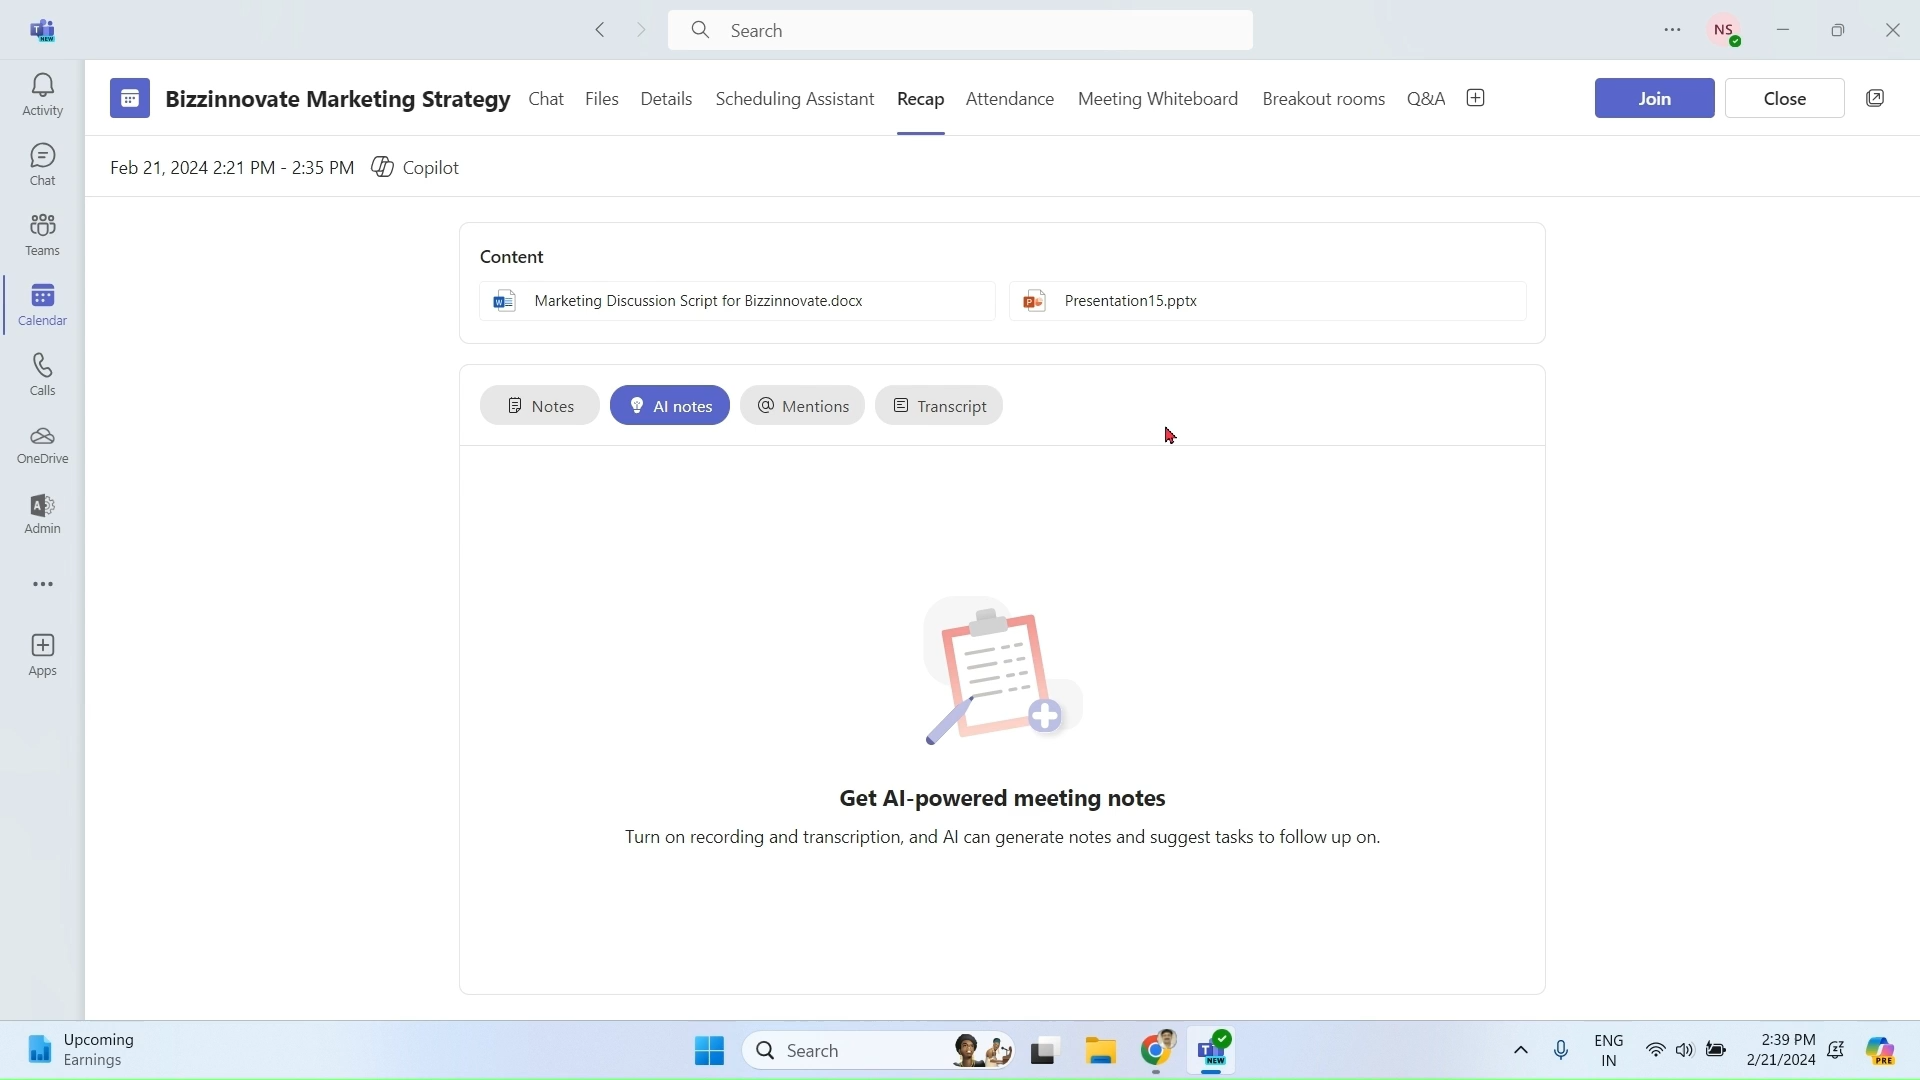 Search
NS
Bizzinnovate Marketing Strategy Chat Files Details Scheduling Assistant Recap Attendance Meeting Whiteboard Breakout rooms Q&A Join Close
Feb 21, 2024 2:21 PM - 2:35 PM Copilot
Activity
Chat
Teams
Calendar
Calls
OneDrive
Admin
Apps
Content
Marketing Discussion Script for Bizzinnovate.docx Presentation15.pptx
Notes AI notes Mentions Transcript
Get AI-powered meeting notes
Turn on recording and transcription, and AI can generate notes and suggest tasks to follow up on.
Upcoming
Earnings
Search
NEW
ENG
IN
2:39 PM
2/21/2024
PRE